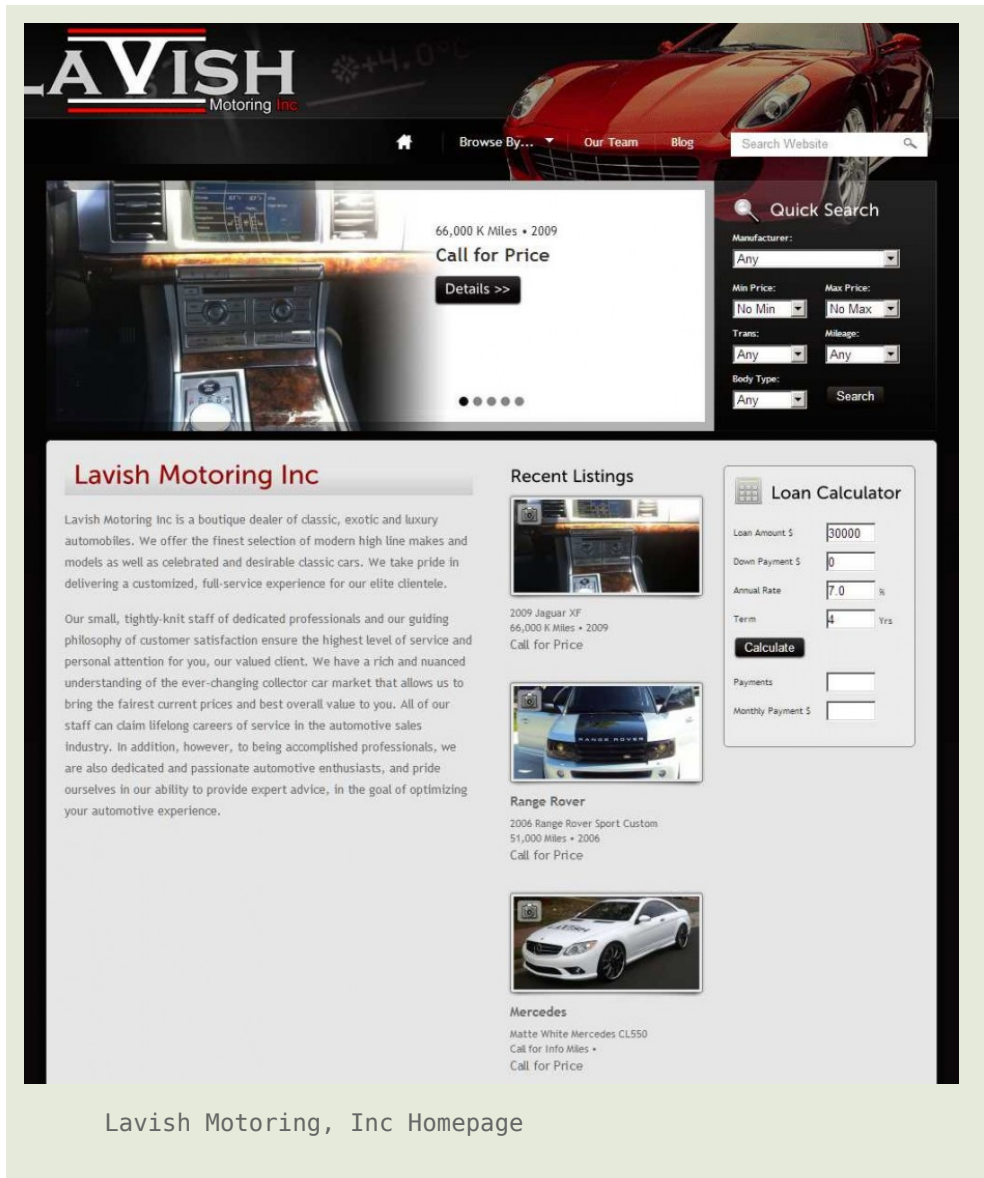 LAVISH
Motoring Inc
❄+4.0°C
Browse By...
Our Team
Blog
Search Website
66,000 K Miles • 2009
Call for Price
Details >>
Quick Search
Manufacturer:
Any
Min Price:
Max Price:
No Min
No Max
Trans:
Mileage:
Any
Any
Body Type:
Any
Search
Lavish Motoring Inc
Lavish Motoring Inc is a boutique dealer of classic, exotic and luxury
automobiles. We offer the finest selection of modern high line makes and
models as well as celebrated and desirable classic cars. We take pride in
delivering a customized, full-service experience for our elite clientele.
Our small, tightly-knit staff of dedicated professionals and our guiding
philosophy of customer satisfaction ensure the highest level of service and
personal attention for you, our valued client. We have a rich and nuanced
understanding of the ever-changing collector car market that allows us to
bring the fairest current prices and best overall value to you. All of our
staff can claim lifelong careers of service in the automotive sales
industry. In addition, however, to being accomplished professionals, we
are also dedicated and passionate automotive enthusiasts, and pride
ourselves in our ability to provide expert advice, in the goal of optimizing
your automotive experience.
Recent Listings
2009 Jaguar XF
66,000 K Miles • 2009
Call for Price
RANGE ROVER
Range Rover
2006 Range Rover Sport Custom
51,000 Miles • 2006
Call for Price
LAVISH
Mercedes
Matte White Mercedes CL550
Call for Info Miles •
Call for Price
Loan Calculator
Loan Amount $
30000
Down Payment $
0
Annual Rate
7.0
%
Term
4
Yrs
Calculate
Payments
Monthly Payment $
Lavish Motoring, Inc Homepage